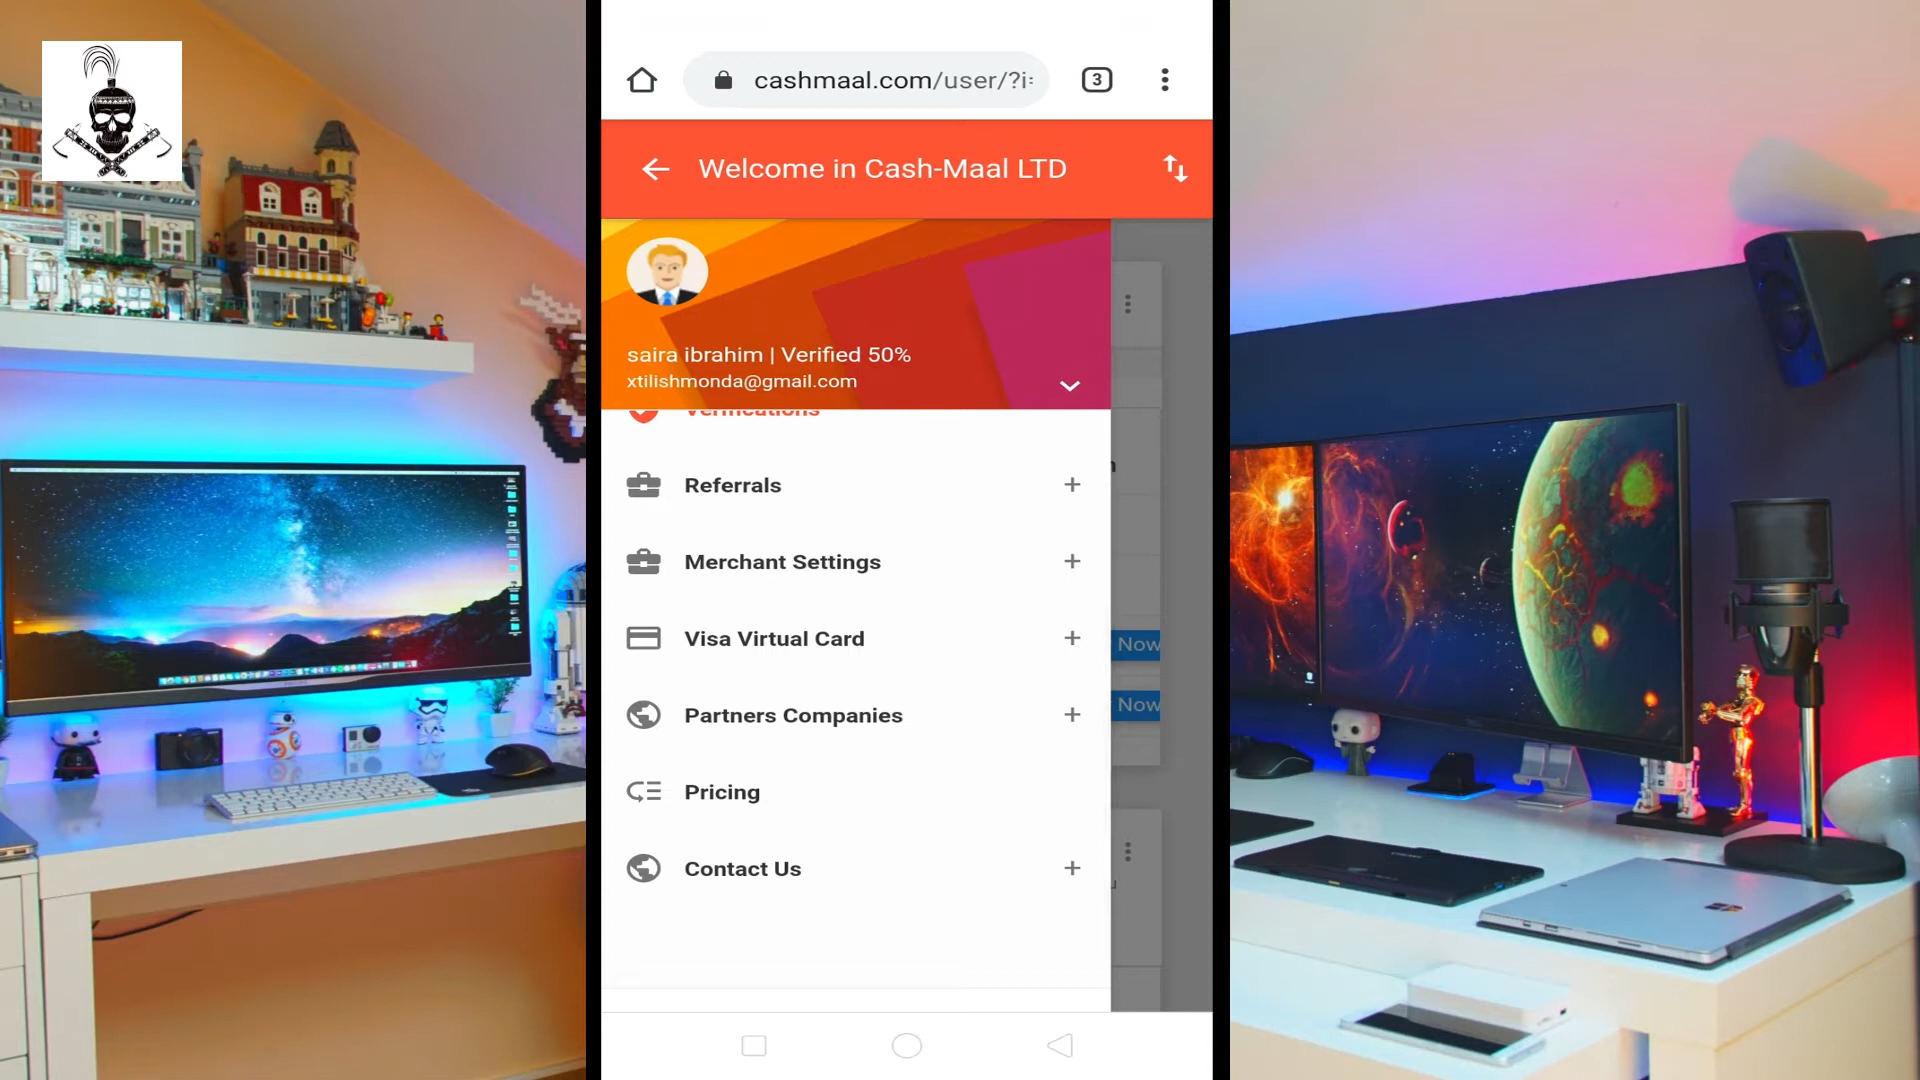 cashmaal.com/user/?i
3
Welcome in Cash-Maal LTD
saira ibrahim | Verified 50%
xtilishmonda@gmail.com
Verifications
Referrals
Merchant Settings
Visa Virtual Card
Now
Partners Companies
Now
Pricing
Contact Us